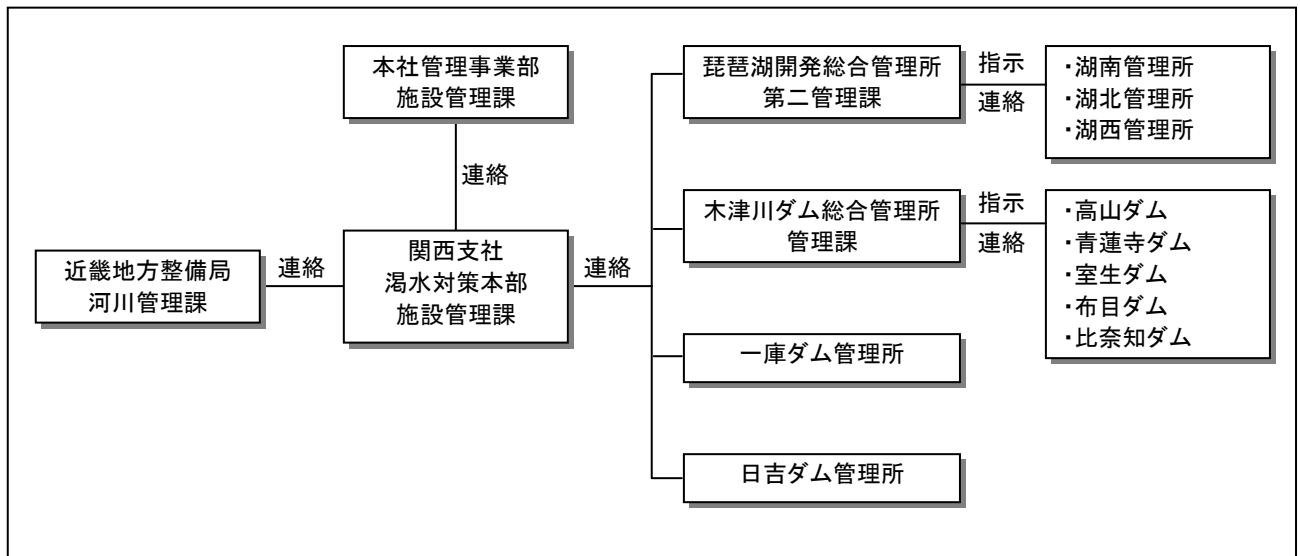 本社管理事業部
施設管理課
連絡
近畿地方整備局
河川管理課
連絡
関西支社
渇水対策本部
施設管理課
連絡
琵琶湖開発総合管理所
第二管理課
指示
連絡
・湖南管理所
・湖北管理所
・湖西管理所
木津川ダム総合管理所
管理課
指示
連絡
・高山ダム
・青蓮寺ダム
・室生ダム
・布目ダム
・比奈知ダム
一庫ダム管理所
日吉ダム管理所